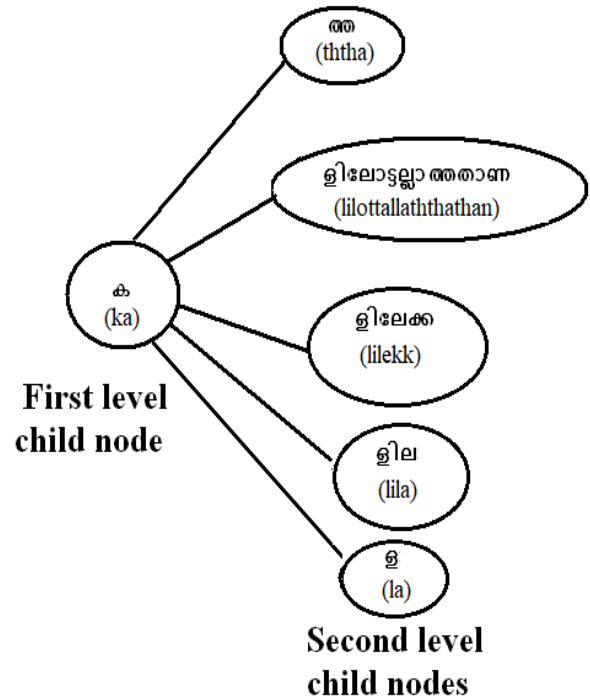 ത്ത
(ththa)
ളിലോട്ടല്ലാത്തതാണ
(lilottallaththathan)
ക
(ka)
ളിലേക്ക
(lilekk)
First level
child node
ളില
(lila)
ള
(la)
Second level
child nodes